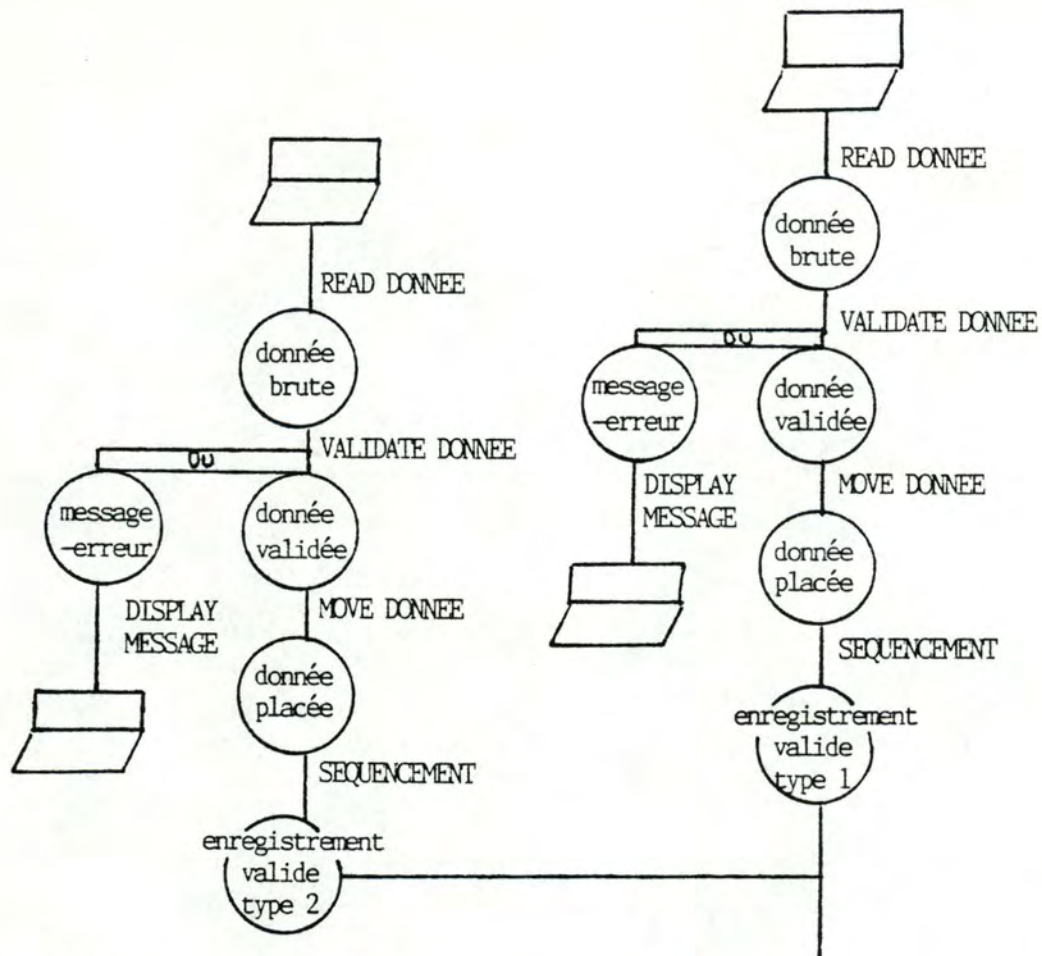 READ DONNEE
donnée
brute
VALIDATE DONNEE
OU
message
-erreur
donnée
validée
DISPLAY
MESSAGE
MOVE DONNEE
donnée
placée
SEQUENCEMENT
enregistrement
valide
type 1
READ DONNEE
donnée
brute
VALIDATE DONNEE
OU
message
-erreur
donnée
validée
DISPLAY
MESSAGE
MOVE DONNEE
donnée
placée
SEQUENCEMENT
enregistrement
valide
type 2